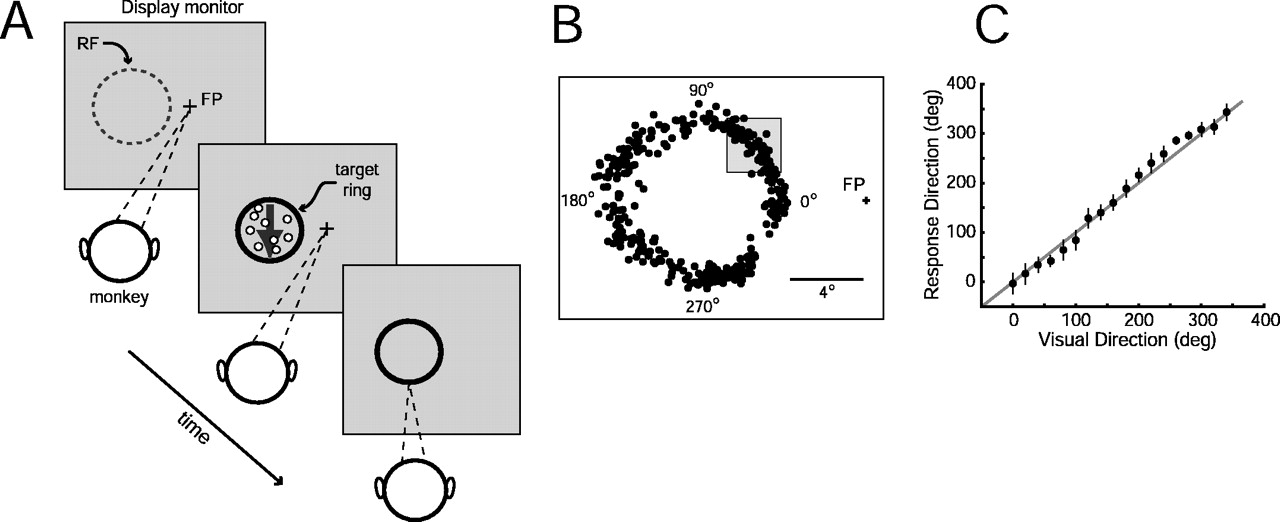 A
Display monitor
RF
FP
target
ring
monkey
time
B
90°
180°
0°
FP
270°
4°
C
Response Direction (deg)
400
300
200
100
0
0 100 200 300 400
Visual Direction (deg)